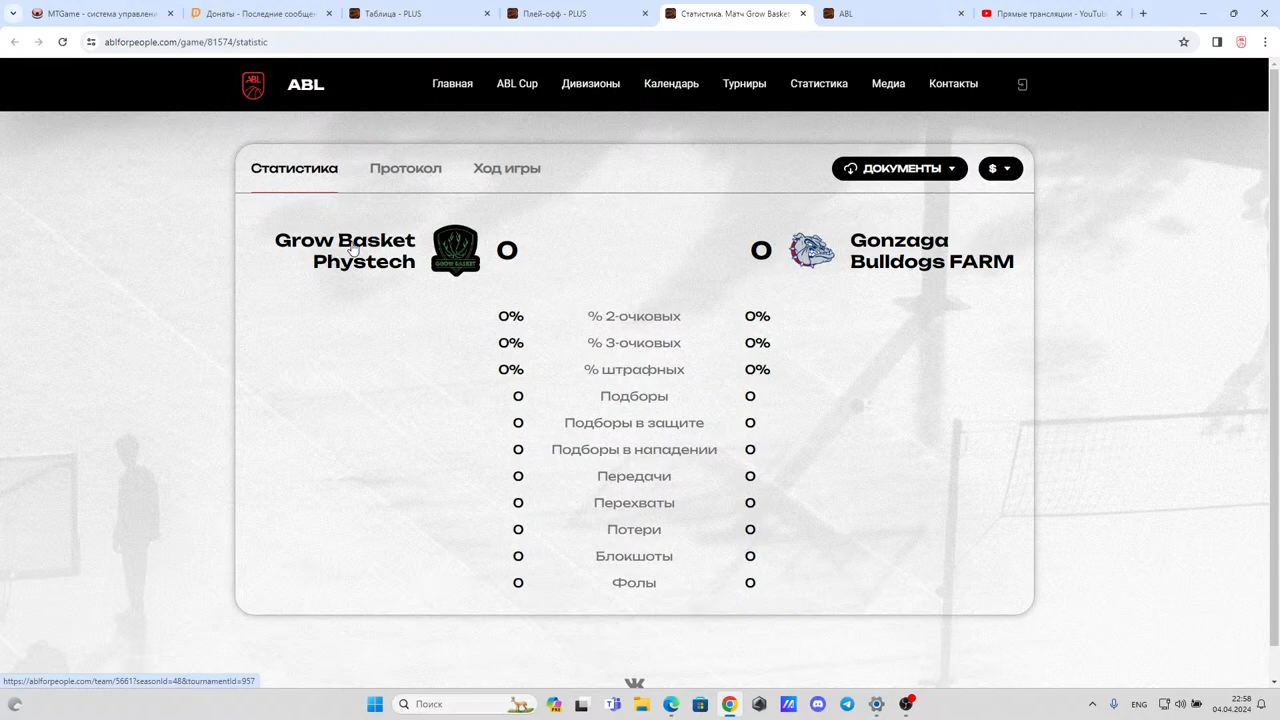 MTGame - система управлени
Донаты - Последние сообщен
Таблица - PLUS
Плей-офф - PLUS
Статистика. Матч Grow Basket
ABL
Прямые трансляции - YouT
ablforpeople.com/game/81574/statistic
ABL
ABL
Главная
ABL Cup
Дивизионы
Календарь
Турниры
Статистика
Медиа
Контакты
Статистика
Протокол
Ход игры
ДОКУМЕНТЫ
$
Grow Basket
Phystech
GROW BASKET
0
0
Gonzaga
Bulldogs FARM
0% % 2-очковых 0%
0% % 3-очковых 0%
0% % штрафных 0%
0 Подборы 0
0 Подборы в защите 0
0 Подборы в нападении 0
0 Передачи 0
0 Перехваты 0
0 Потери 0
0 Блокшоты 0
0 Фолы 0
https://ablforpeople.com/team/5661?seasonId=48&tournamentId=957
Поиск
ENG
22:58
04.04.2024